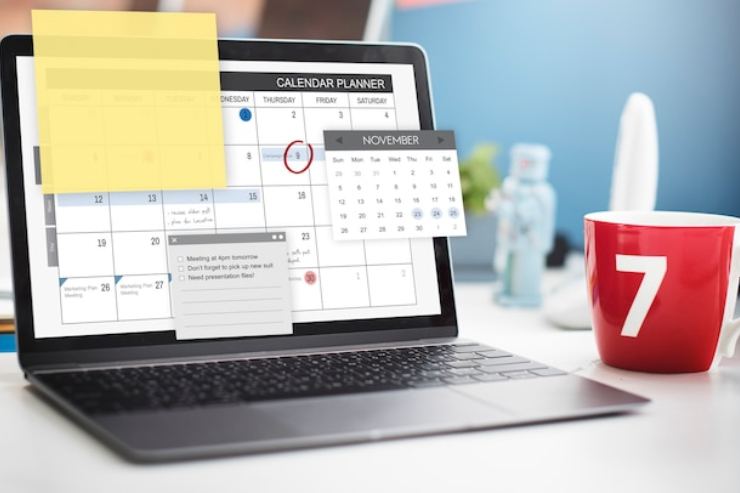 CALENDAR PLANNER
THURSDAY FRIDAY SATURDAY
1 2 3 4
8 9
12 13 14 15 16
19 20 23
Marketing Plan Meeting 26
Marketing Plan Meeting 27
30 1 2
NOVEMBER
Sun Mon Tue Wed Thu Fri Sat
29 30 31 1 2 3 4
5 6 7 8 9 10 11
12 13 14 15 16 17 18
19 20 21 22 23 24 25
26 27 28 29 30 1 2
Meeting at 4pm tomorrow
Don't forget to pick up new suit
Need presentation files!
7